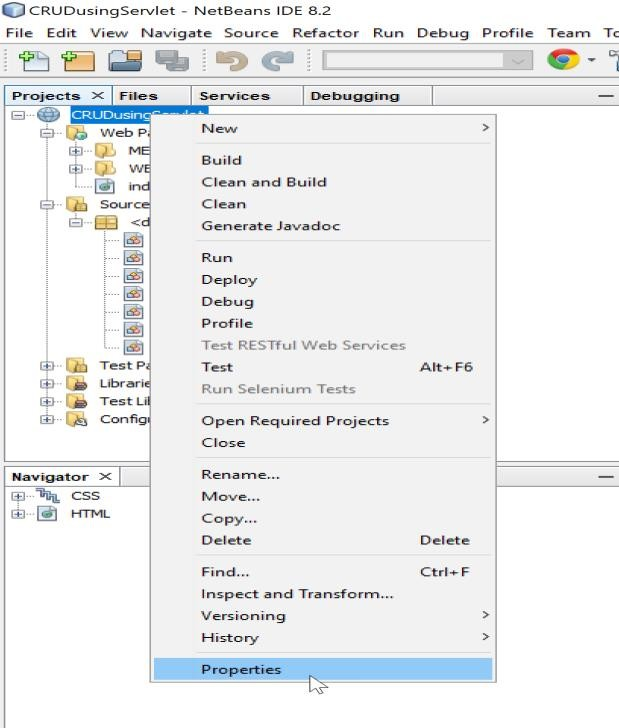 CRUDusingServlet - NetBeans IDE 8.2
File Edit View Navigate Source Refactor Run Debug Profile Team
Projects Files Services Debugging
CRUDusingServlet
Web Pa
ME
WE
ind
Source
<d
Test Pa
Librarie
Test Lib
Config
New
Build
Clean and Build
Clean
Generate Javadoc
Run
Deploy
Debug
Profile
Test RESTful Web Services
Test Alt+F6
Run Selenium Tests
Open Required Projects
Close
Rename...
Move...
Copy...
Delete Delete
Find... Ctrl+F
Inspect and Transform...
Versioning
History
Properties
Navigator
CSS
HTML